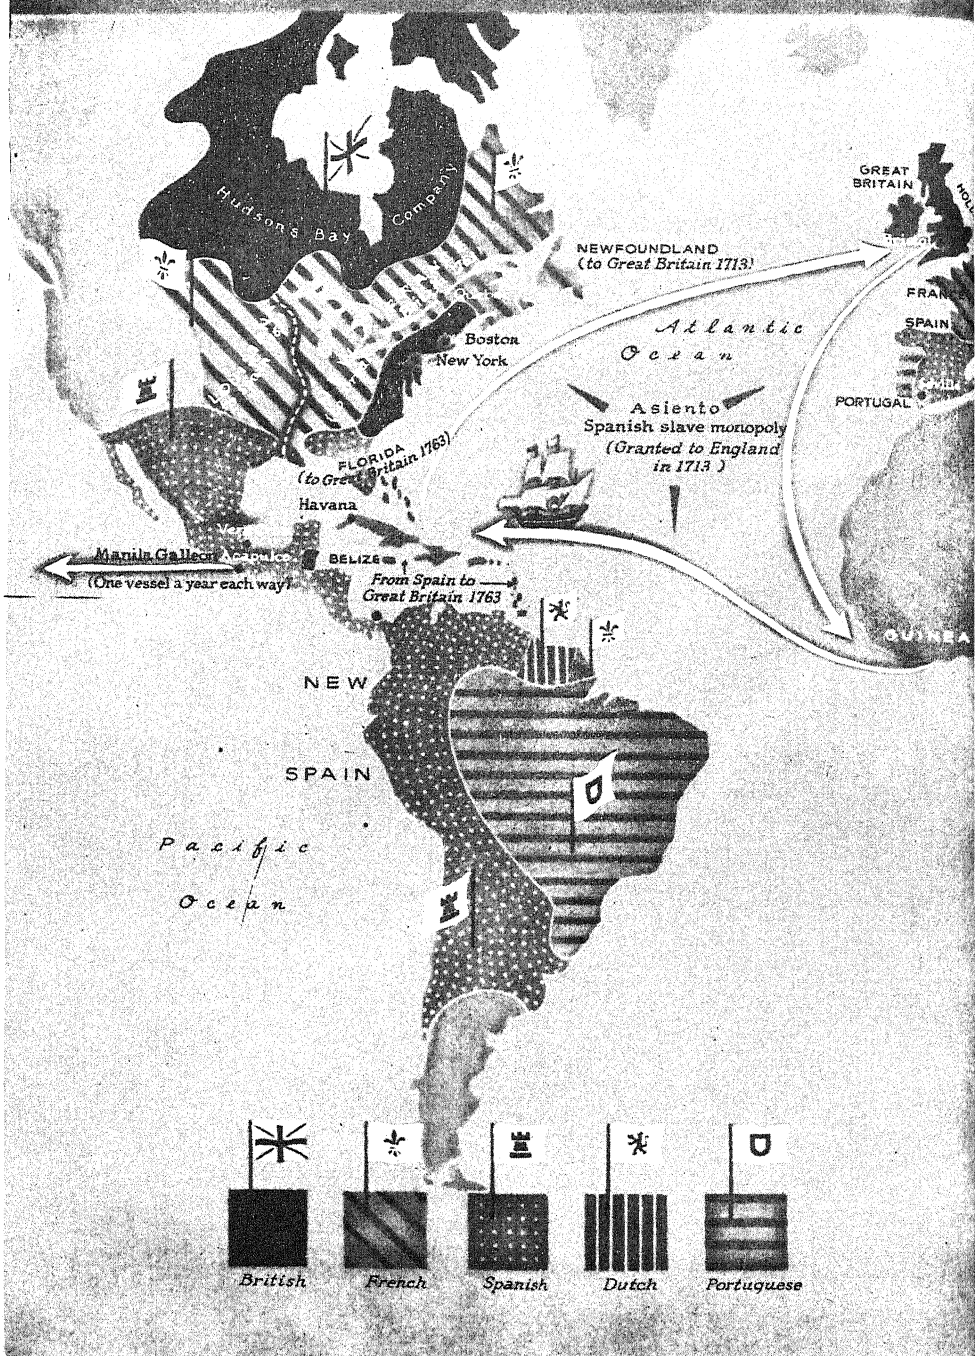 Hudson's Bay Company
GREAT
BRITAIN
NEWFOUNDLAND
(to Great Britain 1713)
SPAIN
PORTUGAL
Atlantic
Ocean
Boston
New York
Asiento
Spanish slave monopoly
(Granted to England
in 1713)
FLORIDA
(to Great Britain 1763)
Havana
Acapulco
BELIZE
Manila Galleon
(One vessel a year each way)
From Spain to
Great Britain 1763
GUINEA
NEW
SPAIN
Pacific
Ocean
British
French
Spanish
Dutch
Portuguese